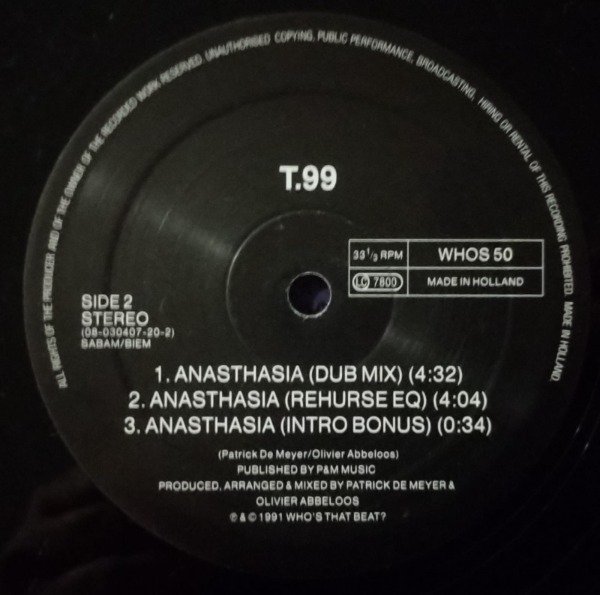 ALL RIGHTS OF THE PRODUCER AND OF THE OWNER OF THE RECORDED WORK RESERVED. UNAUTHORISED COPYING, PUBLIC PERFORMANCE, BROADCASTING, HIRING OR RENTAL OF THIS RECORDING PROHIBITED. MADE IN HOLLAND.
T.99
33 1/3 RPM WHOS 50
LC 7800 MADE IN HOLLAND
SIDE 2
STEREO
(08-030407-20-2)
SABAM/BIEM
1. ANASTHASIA (DUB MIX) (4:32)
2. ANASTHASIA (REHURSE EQ) (4:04)
3. ANASTHASIA (INTRO BONUS) (0:34)
(Patrick De Meyer/Olivier Abbeloos)
PUBLISHED BY P&M MUSIC
PRODUCED, ARRANGED & MIXED BY PATRICK DE MEYER &
OLIVIER ABBELOOS
℗ & © 1991 WHO'S THAT BEAT?